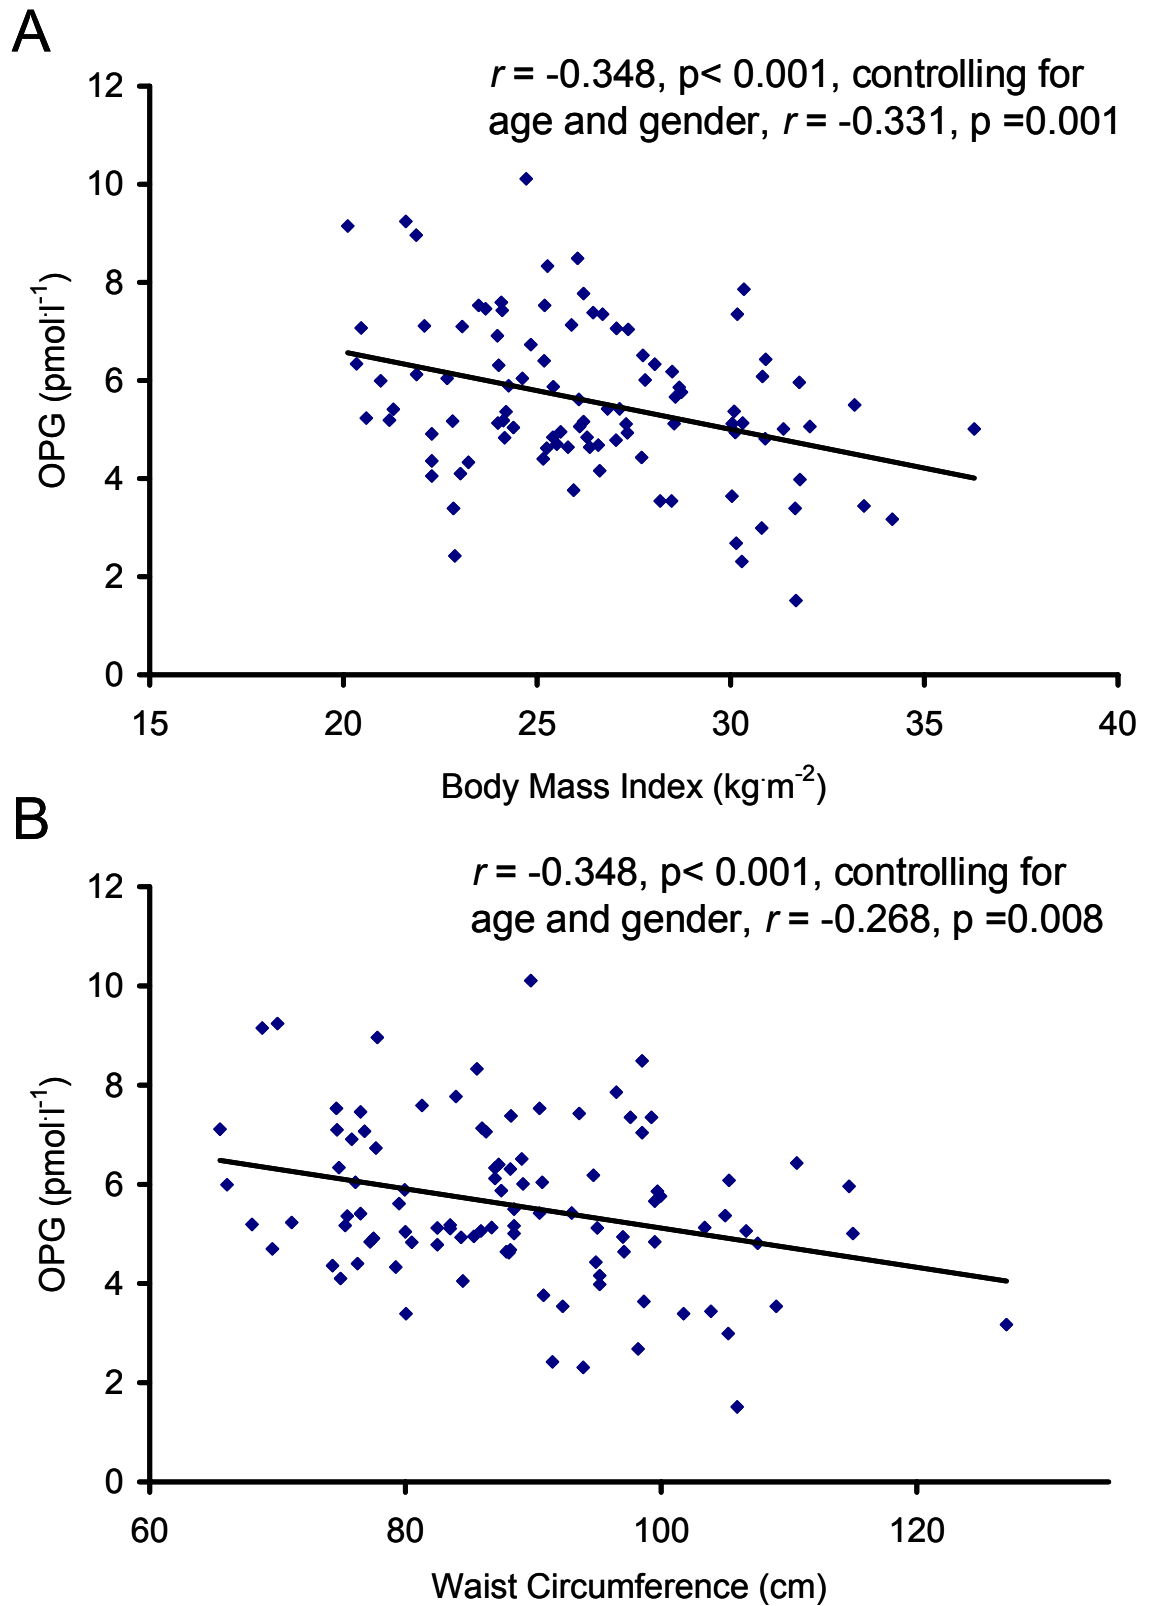 A
r = -0.348, p< 0.001, controlling for
age and gender, r = -0.331, p =0.001
12
10
8
6
4
2
0
OPG (pmol·l-1)
15 20 25 30 35 40
Body Mass Index (kg·m-2)
B
r = -0.348, p< 0.001, controlling for
age and gender, r = -0.268, p =0.008
12
10
8
6
4
2
0
OPG (pmol·l-1)
60 80 100 120
Waist Circumference (cm)